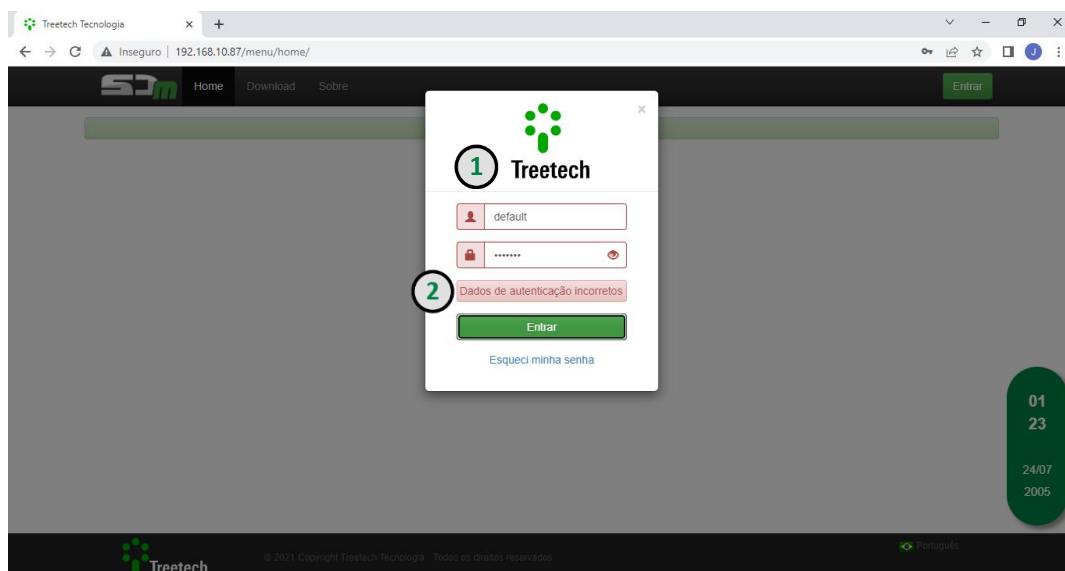 Treetech Tecnologia
Inseguro | 192.168.10.87/menu/home/
J
SDm Home Download Sobre Entrar
1 Treetech
default
•••••••
2 Dados de autenticação incorretos
Entrar
Esqueci minha senha
01
23
24/07
2005
Treetech
© 2021 Copyright Treetech Tecnologia Todos os direitos reservados
Português